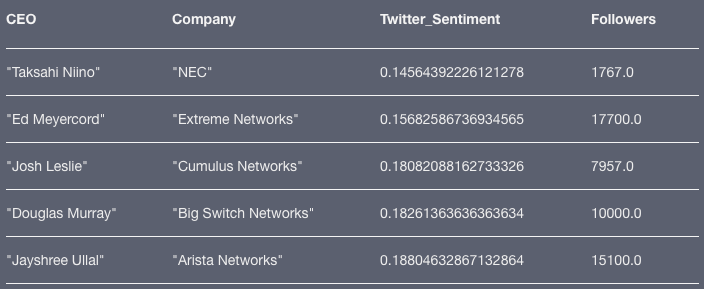 CEO Company Twitter_Sentiment Followers
"Taksahi Niino" "NEC" 0.14564392226121278 1767.0
"Ed Meyercord" "Extreme Networks" 0.15682586736934565 17700.0
"Josh Leslie" "Cumulus Networks" 0.18082088162733326 7957.0
"Douglas Murray" "Big Switch Networks" 0.18261363636363634 10000.0
"Jayshree Ullal" "Arista Networks" 0.18804632867132864 15100.0